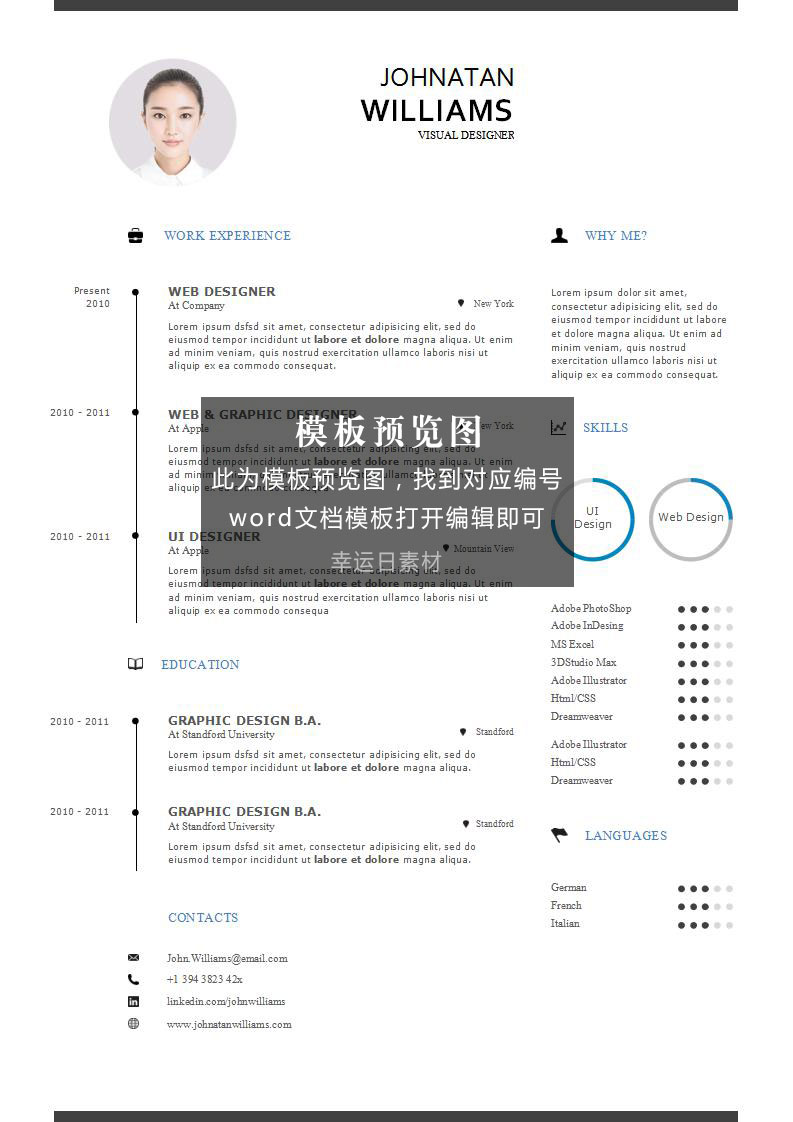 JOHNATAN
WILLIAMS
VISUAL DESIGNER
WORK EXPERIENCE
Present
2010
WEB DESIGNER
At Company
New York
Lorem ipsum dsfsd sit amet, consectetur adipisicing elit, sed do
eiusmod tempor incididunt ut labore et dolore magna aliqua. Ut enim
ad minim veniam, quis nostrud exercitation ullamco laboris nisi ut
aliquip ex ea commodo consequat.
2010 - 2011
WEB & GRAPHIC DESIGNER
At Apple
New York
Lorem ipsum dsfsd sit amet, consectetur adipisicing elit, sed do
eiusmod tempor incididunt ut labore et dolore magna aliqua. Ut enim
ad minim veniam, quis nostrud exercitation ullamco laboris nisi ut
aliquip
模板预览图
此为模板预览图，找到对应编号
word文档模板打开编辑即可
幸运日素材
2010 - 2011
UI DESIGNER
At Apple
Mountain View
Lorem ipsum dsfsd sit amet, consectetur adipisicing elit, sed do
eiusmod tempor incididunt ut labore et dolore magna aliqua. Ut enim
ad minim veniam, quis nostrud exercitation ullamco laboris nisi ut
aliquip ex ea commodo consequa
EDUCATION
2010 - 2011
GRAPHIC DESIGN B.A.
At Standford University
Standford
Lorem ipsum dsfsd sit amet, consectetur adipisicing elit, sed do
eiusmod tempor incididunt ut labore et dolore magna aliqua.
2010 - 2011
GRAPHIC DESIGN B.A.
At Standford University
Standford
Lorem ipsum dsfsd sit amet, consectetur adipisicing elit, sed do
eiusmod tempor incididunt ut labore et dolore magna aliqua.
CONTACTS
John.Williams@email.com
+1 394 3823 42x
linkedin.com/johnwilliams
www.johnatanwilliams.com
WHY ME?
Lorem ipsum dolor sit amet,
consectetur adipisicing elit, sed do
eiusmod tempor incididunt ut labore
et dolore magna aliqua. Ut enim ad
minim veniam, quis nostrud
exercitation ullamco laboris nisi ut
aliquip ex ea commodo consequat.
SKILLS
UI
Design
Web Design
Adobe PhotoShop
Adobe InDesing
MS Excel
3DStudio Max
Adobe Illustrator
Html/CSS
Dreamweaver
Adobe Illustrator
Html/CSS
Dreamweaver
LANGUAGES
German
French
Italian